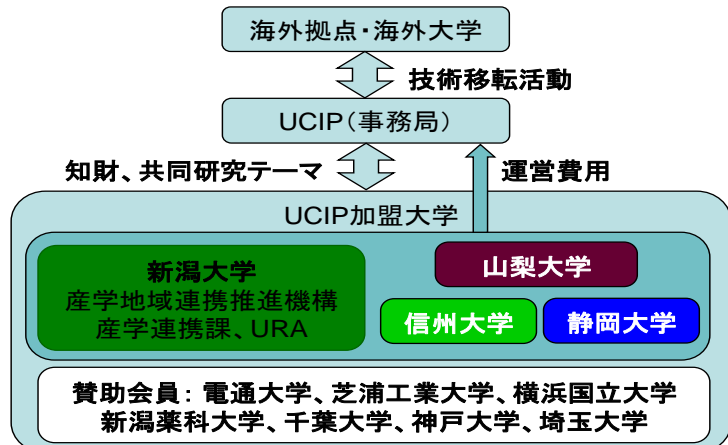 海外拠点・海外大学
技術移転活動
UCIP(事務局)
知財、共同研究テーマ
運営費用
UCIP加盟大学
新潟大学
産学地域連携推進機構
産学連携課、URA
山梨大学
信州大学
静岡大学
賛助会員：電通大学、芝浦工業大学、横浜国立大学
新潟薬科大学、千葉大学、神戸大学、埼玉大学